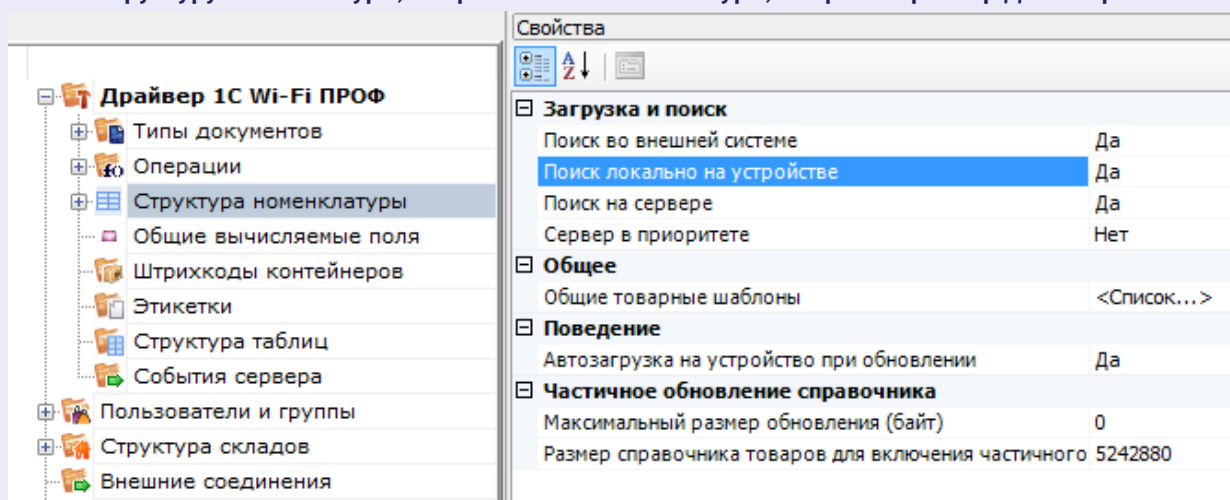 Свойства
Драйвер 1С Wi-Fi ПРОФ
Типы документов
Операции
Структура номенклатуры
Общие вычисляемые поля
Штрихкоды контейнеров
Этикетки
Структура таблиц
События сервера
Пользователи и группы
Структура складов
Внешние соединения
Загрузка и поиск
Поиск во внешней системе Да
Поиск локально на устройстве Да
Поиск на сервере Да
Сервер в приоритете Нет
Общее
Общие товарные шаблоны <Список...>
Поведение
Автозагрузка на устройство при обновлении Да
Частичное обновление справочника
Максимальный размер обновления (байт) 0
Размер справочника товаров для включения частичного 5242880